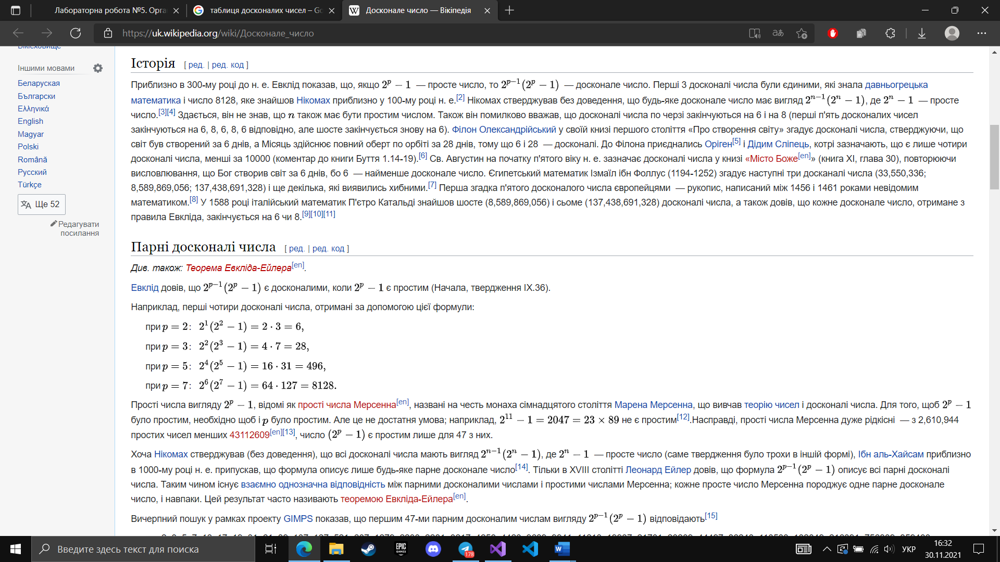 Лабораторна робота №5. Орга
таблиця досконалих чисел – Go
Досконале число — Вікіпедія
https://uk.wikipedia.org/wiki/Досконале_число
Вікісховище
Іншими мовами
Беларуская
Български
Ελληνικά
English
Magyar
Polski
Română
Русский
Türkçe
Ще 52
Редагувати
посилання
Історія [ ред. | ред. код ]
Приблизно в 300-му році до н. е. Евклід показав, що, якщо 2^p − 1 — просте число, то 2^{p−1}(2^p − 1) — досконале число. Перші 3 досконалі числа були єдиними, які знала давньогрецька
математика і число 8128, яке знайшов Нікомах приблизно у 100-му році н. е.[2] Нікомах стверджував без доведення, що будь-яке досконале число має вигляд 2^{n−1}(2^n − 1), де 2^n − 1 — просте
число.[3][4] Здається, він не знав, що n також має бути простим числом. Також він помилково вважав, що досконалі числа по черзі закінчуються на 6 і на 8 (перші п'ять досконалих чисел
закінчуються на 6, 8, 6, 8, 6 відповідно, але шосте закінчується знову на 6). Філон Олександрійський у своїй книзі першого століття «Про створення світу» згадує досконалі числа, стверджуючи, що
світ був створений за 6 днів, а Місяць здійснює повний оберт по орбіті за 28 днів, тому що 6 і 28 — досконалі. До Філона приєднались Оріген[5] і Дідим Сліпець, котрі зазначають, що є лише чотири
досконалі числа, менші за 10000 (коментар до книги Буття 1.14-19).[6] Св. Августин на початку п'ятого віку н. е. зазначає досконалі числа у книзі «Місто Боже[en]» (книга XI, глава 30), повторюючи
висловлювання, що Бог створив світ за 6 днів, бо 6 — найменше досконале число. Єгипетський математик Ізмаїл ібн Фоллус (1194-1252) згадує наступні три досканалі числа (33,550,336;
8,589,869,056; 137,438,691,328) і ще декілька, які виявились хибними.[7] Перша згадка п'ятого досконалого числа європейцями — рукопис, написаний між 1456 і 1461 роками невідомим
математиком.[8] У 1588 році італійський математик П'єтро Катальді знайшов шосте (8,589,869,056) і сьоме (137,438,691,328) досконалі числа, а також довів, що кожне досконале число, отримане з
правила Евкліда, закінчується на 6 чи 8.[9][10][11]
Парні досконалі числа [ ред. | ред. код ]
Див. також: Теорема Евкліда-Ейлера[en].
Евклід довів, що 2^{p−1}(2^p − 1) є досконалими, коли 2^p − 1 є простим (Начала, твердження IX.36).
Наприклад, перші чотири досконалі числа, отримані за допомогою цієї формули:
при p = 2: 2^1(2^2 − 1) = 2 · 3 = 6,
при p = 3: 2^2(2^3 − 1) = 4 · 7 = 28,
при p = 5: 2^4(2^5 − 1) = 16 · 31 = 496,
при p = 7: 2^6(2^7 − 1) = 64 · 127 = 8128.
Прості числа вигляду 2^p − 1, відомі як прості числа Мерсенна[en], названі на честь монаха сімнадцятого століття Марена Мерсенна, що вивчав теорію чисел і досконалі числа. Для того, щоб 2^p − 1
було простим, необхідно щоб і p було простим. Але це не достатня умова; наприклад, 2^{11} − 1 = 2047 = 23 × 89 не є простим[12].Насправді, прості числа Мерсенна дуже рідкісні — з 2,610,944
простих чисел менших 43112609[en][13], число (2^p − 1) є простим лише для 47 з них.
Хоча Нікомах стверджував (без доведення), що всі досконалі числа мають вигляд 2^{n−1}(2^n − 1), де 2^n − 1 — просте число (саме твердження було трохи в іншій формі), Ібн аль-Хайсам приблизно
в 1000-му році н. е. припускав, що формула описує лише будь-яке парне досконале число[14]. Тільки в XVIII столітті Леонард Ейлер довів, що формула 2^{p−1}(2^p − 1) описує всі парні досконалі
числа. Таким чином існує взаємно однозначна відповідність між парними досконалими числами і простими числами Мерсенна; кожне просте число Мерсенна породжує одне парне досконале
число, і навпаки. Цей результат часто називають теоремою Евкліда-Ейлера[en].
Вичерпний пошук у рамках проекту GIMPS показав, що першим 47-ми парним досконалим числам вигляду 2^{p−1}(2^p − 1) відповідають[15]
Введите здесь текст для поиска
EPIC
GAMES
178
УКР
16:32
30.11.2021